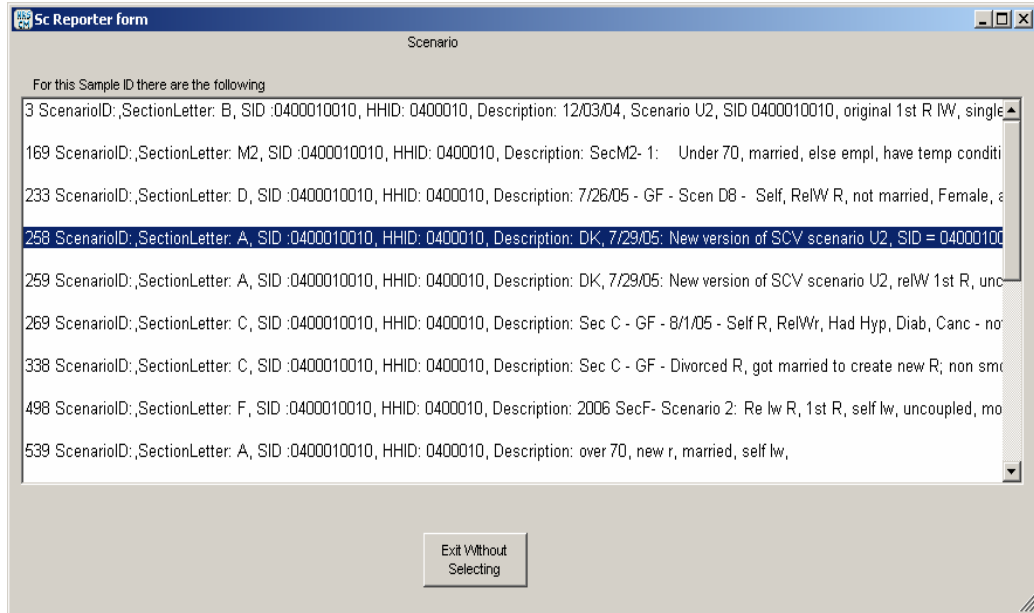 HRS CM Sc Reporter form
Scenario
For this Sample ID there are the following
3 ScenarioID:,SectionLetter: B, SID :0400010010, HHID: 0400010, Description: 12/03/04, Scenario U2, SID 0400010010, original 1st R IW, single
169 ScenarioID:,SectionLetter: M2, SID :0400010010, HHID: 0400010, Description: SecM2- 1: Under 70, married, else empl, have temp conditi
233 ScenarioID:,SectionLetter: D, SID :0400010010, HHID: 0400010, Description: 7/26/05 - GF - Scen D8 - Self, ReIW R, not married, Female, a
258 ScenarioID:,SectionLetter: A, SID :0400010010, HHID: 0400010, Description: DK, 7/29/05: New version of SCV scenario U2, SID = 04000100
259 ScenarioID:,SectionLetter: A, SID :0400010010, HHID: 0400010, Description: DK, 7/29/05: New version of SCV scenario U2, reIW 1st R, unc
269 ScenarioID:,SectionLetter: C, SID :0400010010, HHID: 0400010, Description: Sec C - GF - 8/1/05 - Self R, ReIWr, Had Hyp, Diab, Canc - not
338 ScenarioID:,SectionLetter: C, SID :0400010010, HHID: 0400010, Description: Sec C - GF - Divorced R, got married to create new R; non smo
498 ScenarioID:,SectionLetter: F, SID :0400010010, HHID: 0400010, Description: 2006 SecF- Scenario 2: Re Iw R, 1st R, self Iw, uncoupled, mo
539 ScenarioID:,SectionLetter: A, SID :0400010010, HHID: 0400010, Description: over 70, new r, married, self Iw,
Exit Without
Selecting